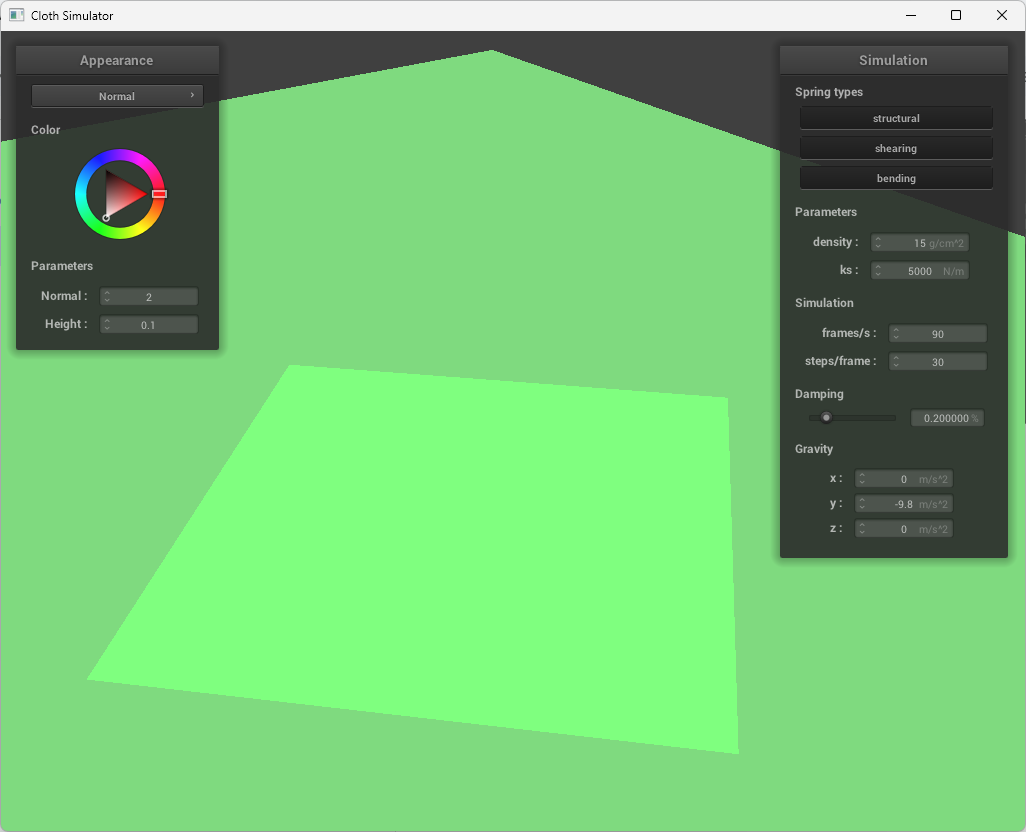 Cloth Simulator
Appearance
Normal
Color
Parameters
Normal : 2
Height : 0.1
Simulation
Spring types
structural
shearing
bending
Parameters
density : 15 g/cm^2
ks : 5000 N/m
Simulation
frames/s : 90
steps/frame : 30
Damping
0.200000 %
Gravity
x : 0 m/s^2
y : -9.8 m/s^2
z : 0 m/s^2